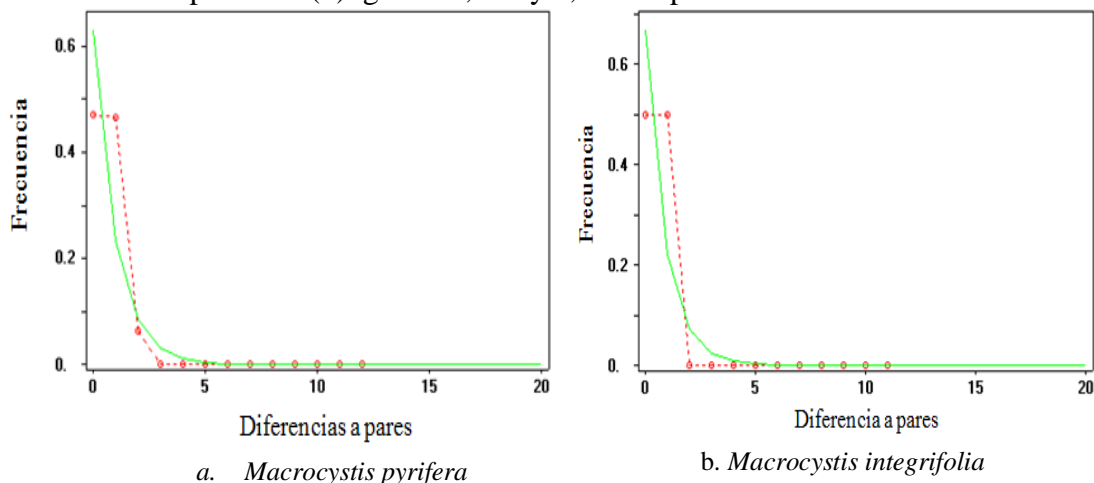 Frecuencia
0.6
0.4
0.2
0.
0 5 10 15 20
Diferencias a pares
a. Macrocystis pyrifera
Frecuencia
0.6
0.4
0.2
0.
0 5 10 15 20
Diferencia a pares
b. Macrocystis integrifolia